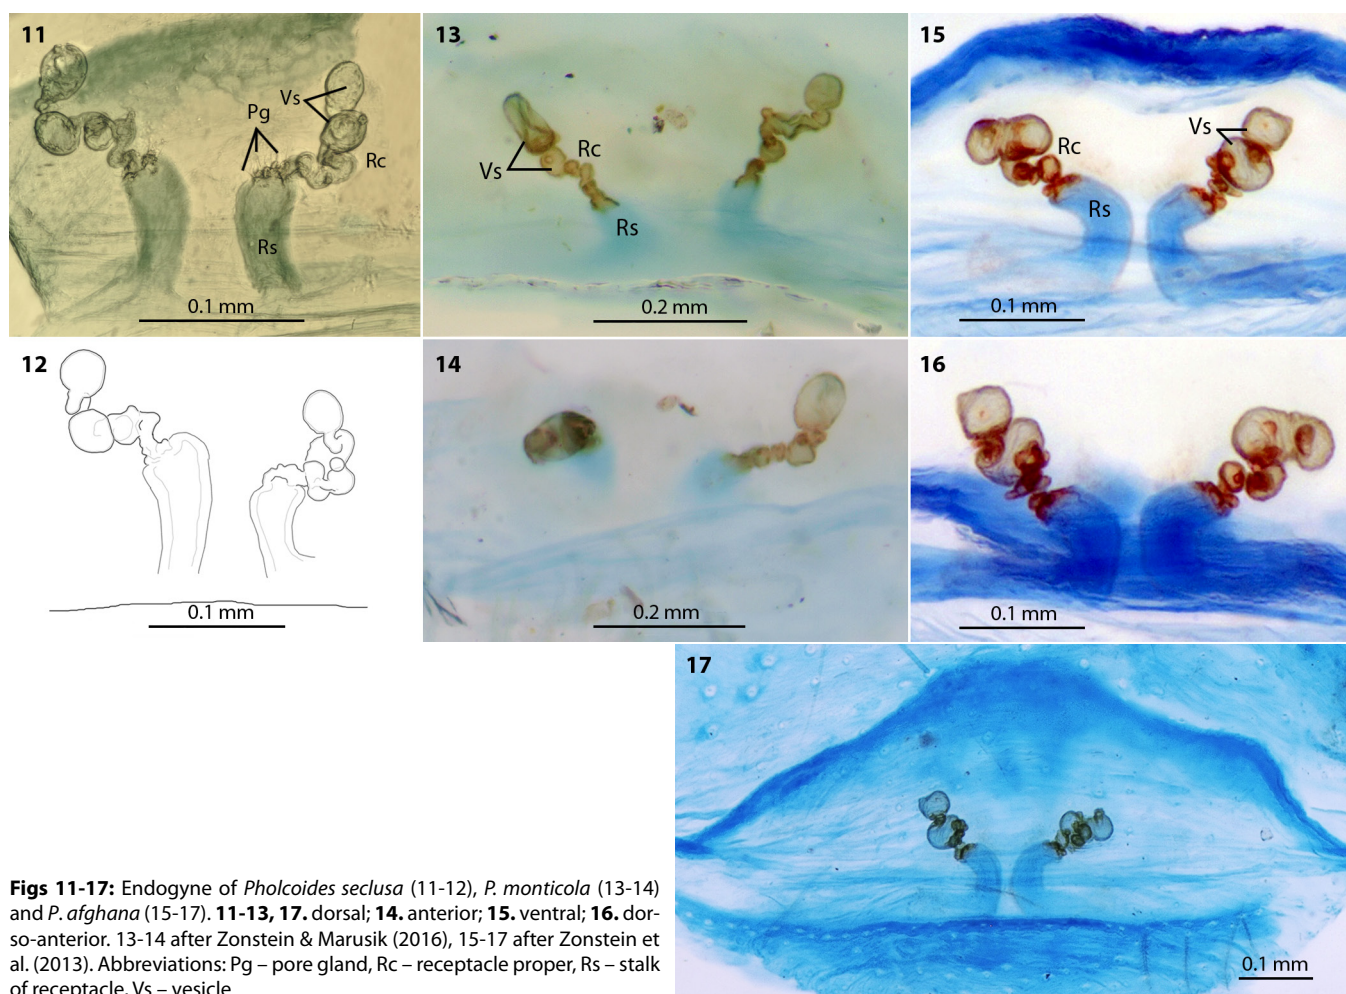 11
Vs
Pg
Rc
Rs
0.1 mm
13
Vs
Rc
Rs
0.2 mm
15
Vs
Rc
Rs
0.1 mm
12
0.1 mm
14
0.2 mm
16
0.1 mm
17
0.1 mm
Figs 11-17: Endogyne of Pholcoides seclusa (11-12), P. monticola (13-14)
and P. afghana (15-17). 11-13, 17. dorsal; 14. anterior; 15. ventral; 16. dor-
so-anterior. 13-14 after Zonstein & Marusik (2016), 15-17 after Zonstein et
al. (2013). Abbreviations: Pg – pore gland, Rc – receptacle proper, Rs – stalk
of receptacle, Vs – vesicle